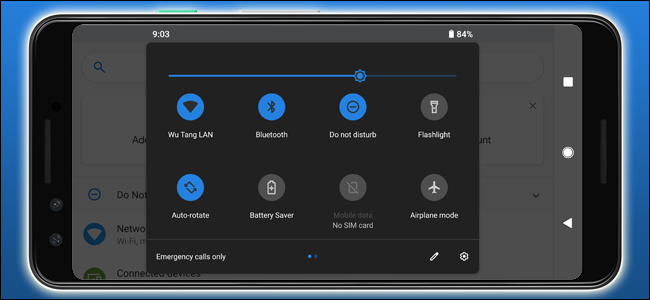 9:03
84%
Wu Tang LAN
Bluetooth
Do not disturb
Flashlight
Ad
unt
Auto-rotate
Battery Saver
Mobile data
No SIM card
Airplane mode
Do No
Netwo
Wi-Fi, m
Emergency calls only
Connected devices